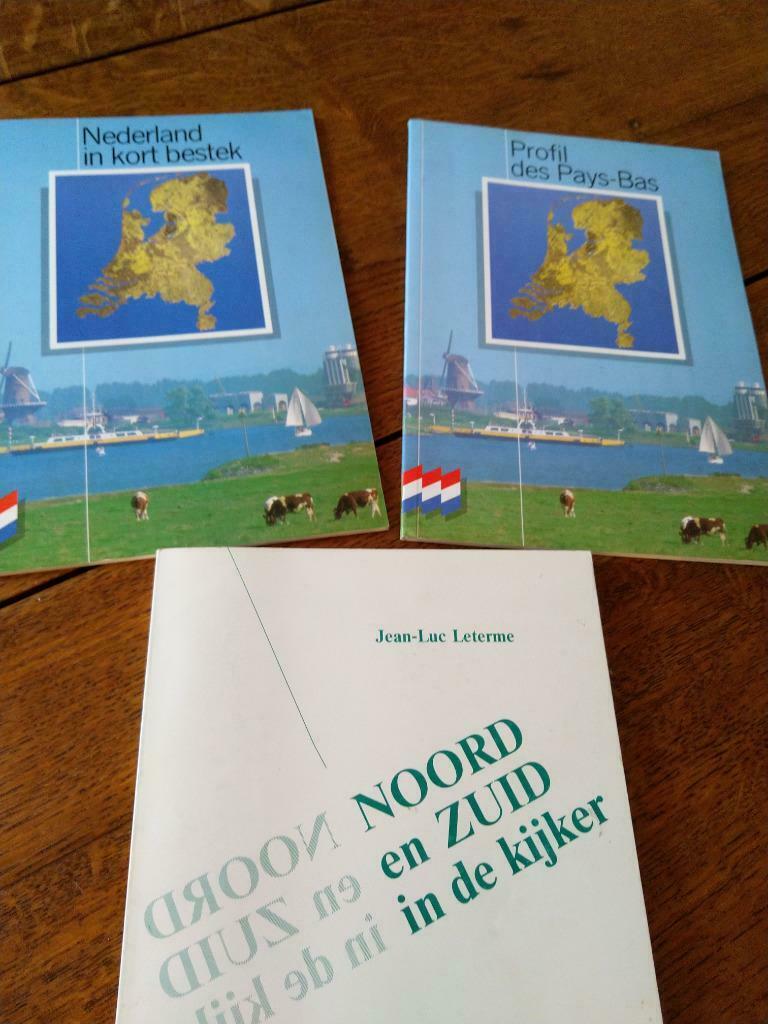 Nederland
in kort bestek
Profil
des Pays-Bas
Jean-Luc Leterme
NOORD
en ZUID
in de kijker
NOORD
en ZUID
in de kij